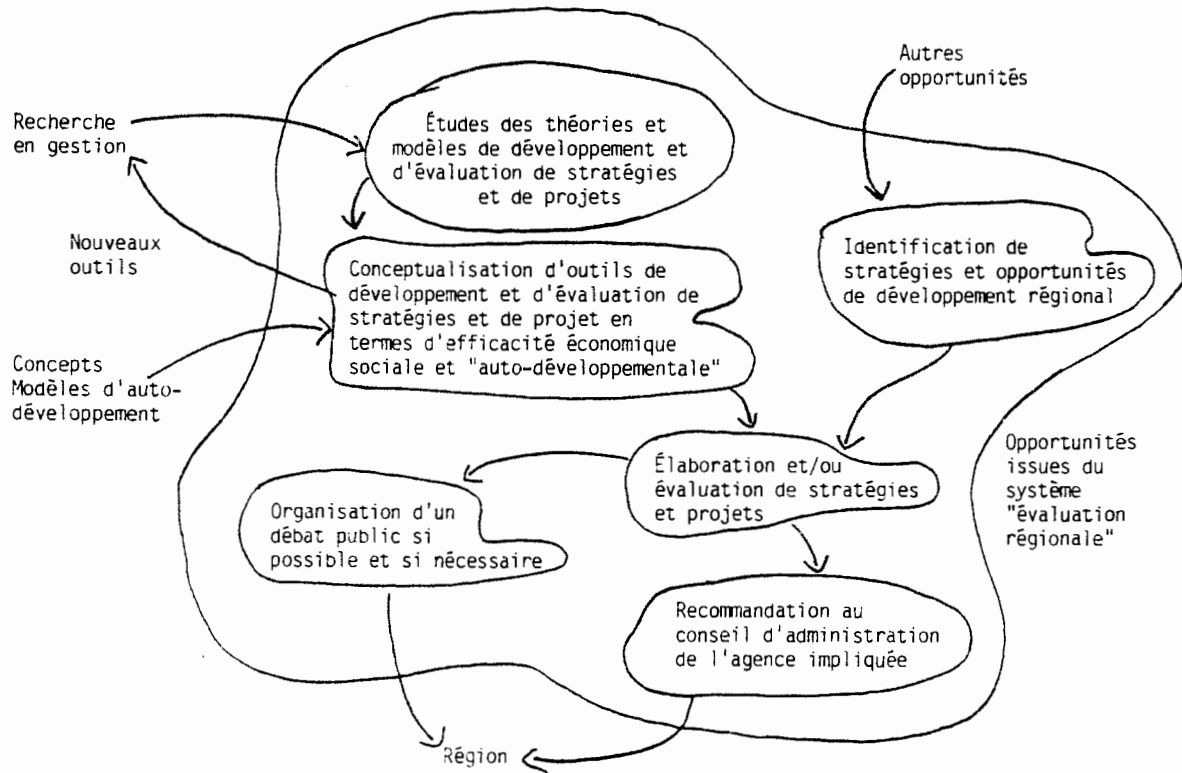 Autres
opportunités
Recherche
en gestion
Études des théories et
modèles de développement et
d'évaluation de stratégies
et de projets
Nouveaux
outils
Identification de
stratégies et opportunités
de développement régional
Conceptualisation d'outils de
développement et d'évaluation de
stratégies et de projet en
termes d'efficacité économique
sociale et "auto-développementale"
Concepts
Modèles d'auto-
développement
Opportunités
issues du
système
"évaluation
régionale"
Élaboration et/ou
évaluation de stratégies
et projets
Organisation d'un
débat public si
possible et si nécessaire
Recommandation au
conseil d'administration
de l'agence impliquée
Région